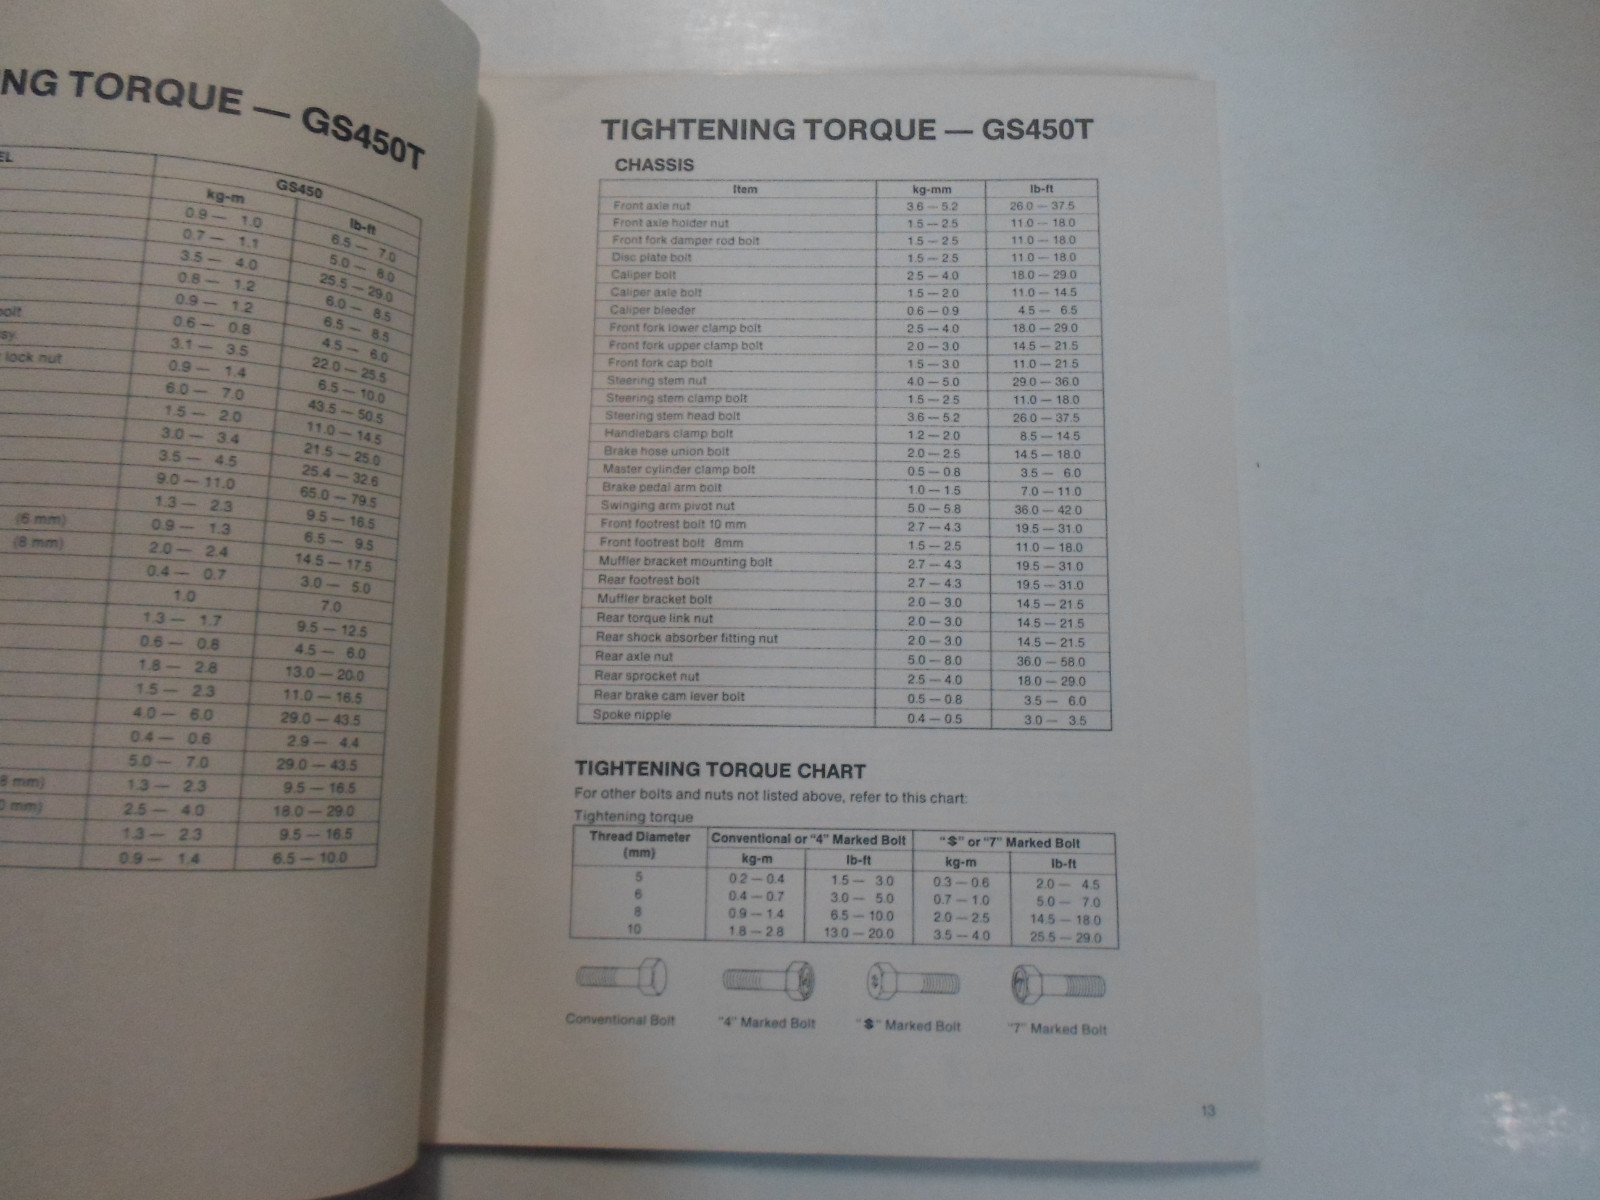 NG TORQUE — GS450T
EL GS450
kg-m lb-ft
0.9 — 1.0 6.5 — 7.0
0.7 — 1.1 5.0 — 8.0
3.5 — 4.0 25.5 — 29.0
0.8 — 1.2 6.0 — 8.5
0.9 — 1.2 6.5 — 8.5
bolt 0.6 — 0.8 4.5 — 6.0
sy. 3.1 — 3.5 22.0 — 25.5
lock nut 0.9 — 1.4 6.5 — 10.0
6.0 — 7.0 43.5 — 50.5
1.5 — 2.0 11.0 — 14.5
3.0 — 3.4 21.5 — 25.0
3.5 — 4.5 25.4 — 32.6
9.0 — 11.0 65.0 — 79.5
1.3 — 2.3 9.5 — 16.5
(6 mm) 0.9 — 1.3 6.5 — 9.5
(8 mm) 2.0 — 2.4 14.5 — 17.5
0.4 — 0.7 3.0 — 5.0
1.0 7.0
1.3 — 1.7 9.5 — 12.5
0.6 — 0.8 4.5 — 6.0
1.8 — 2.8 13.0 — 20.0
1.5 — 2.3 11.0 — 16.5
4.0 — 6.0 29.0 — 43.5
0.4 — 0.6 2.9 — 4.4
5.0 — 7.0 29.0 — 43.5
8 mm) 1.3 — 2.3 9.5 — 16.5
0 mm) 2.5 — 4.0 18.0 — 29.0
1.3 — 2.3 9.5 — 16.5
0.9 — 1.4 6.5 — 10.0
TIGHTENING TORQUE — GS450T
CHASSIS
Item kg-mm lb-ft
Front axle nut 3.6 — 5.2 26.0 — 37.5
Front axle holder nut 1.5 — 2.5 11.0 — 18.0
Front fork damper rod bolt 1.5 — 2.5 11.0 — 18.0
Disc plate bolt 1.5 — 2.5 11.0 — 18.0
Caliper bolt 2.5 — 4.0 18.0 — 29.0
Caliper axle bolt 1.5 — 2.0 11.0 — 14.5
Caliper bleeder 0.6 — 0.9 4.5 — 6.5
Front fork lower clamp bolt 2.5 — 4.0 18.0 — 29.0
Front fork upper clamp bolt 2.0 — 3.0 14.5 — 21.5
Front fork cap bolt 1.5 — 3.0 11.0 — 21.5
Steering stem nut 4.0 — 5.0 29.0 — 36.0
Steering stem clamp bolt 1.5 — 2.5 11.0 — 18.0
Steering stem head bolt 3.6 — 5.2 26.0 — 37.5
Handlebars clamp bolt 1.2 — 2.0 8.5 — 14.5
Brake hose union bolt 2.0 — 2.5 14.5 — 18.0
Master cylinder clamp bolt 0.5 — 0.8 3.5 — 6.0
Brake pedal arm bolt 1.0 — 1.5 7.0 — 11.0
Swinging arm pivot nut 5.0 — 5.8 36.0 — 42.0
Front footrest bolt 10 mm 2.7 — 4.3 19.5 — 31.0
Front footrest bolt 8mm 1.5 — 2.5 11.0 — 18.0
Muffler bracket mounting bolt 2.7 — 4.3 19.5 — 31.0
Rear footrest bolt 2.7 — 4.3 19.5 — 31.0
Muffler bracket bolt 2.0 — 3.0 14.5 — 21.5
Rear torque link nut 2.0 — 3.0 14.5 — 21.5
Rear shock absorber fitting nut 2.0 — 3.0 14.5 — 21.5
Rear axle nut 5.0 — 8.0 36.0 — 58.0
Rear sprocket nut 2.5 — 4.0 18.0 — 29.0
Rear brake cam lever bolt 0.5 — 0.8 3.5 — 6.0
Spoke nipple 0.4 — 0.5 3.0 — 3.5
TIGHTENING TORQUE CHART
For other bolts and nuts not listed above, refer to this chart:
Tightening torque
Thread Diameter (mm) Conventional or "4" Marked Bolt "S" or "7" Marked Bolt
kg-m lb-ft kg-m lb-ft
5 0.2 — 0.4 1.5 — 3.0 0.3 — 0.6 2.0 — 4.5
6 0.4 — 0.7 3.0 — 5.0 0.7 — 1.0 5.0 — 7.0
8 0.9 — 1.4 6.5 — 10.0 2.0 — 2.5 14.5 — 18.0
10 1.8 — 2.8 13.0 — 20.0 3.5 — 4.0 25.5 — 29.0
Conventional Bolt "4" Marked Bolt "S" Marked Bolt "7" Marked Bolt
13